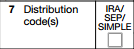 7 Distribution
code(s)
IRA/
SEP/
SIMPLE